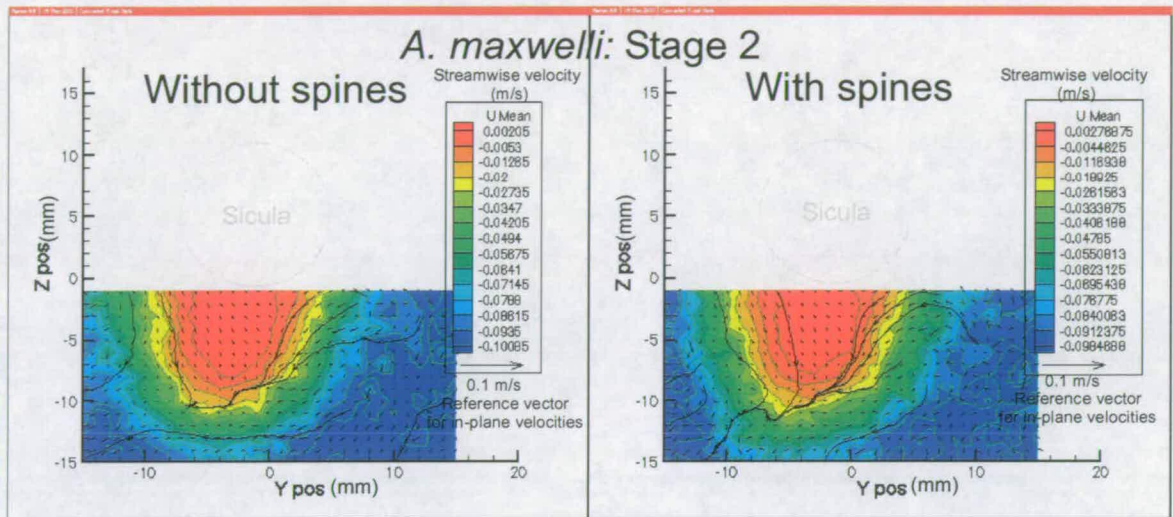 A. maxwelli: Stage 2
Without spines
Streamwise velocity
(m/s)
U Mean
0.00205
-0.0053
-0.01265
-0.02
-0.02735
-0.0347
-0.04205
-0.0494
-0.05675
-0.0641
-0.07145
-0.0788
-0.08615
-0.0935
-0.10085
0.1 m/s
Reference vector
for in-plane velocities
Sicula
Z pos(mm)
15
10
5
0
-5
-10
-15
-10
0
10
20
Y pos (mm)
With spines
Streamwise velocity
(m/s)
U Mean
0.00276875
-0.0044625
-0.0116938
-0.018925
-0.0261563
-0.0333875
-0.0406188
-0.04785
-0.0550813
-0.0623125
-0.0695438
-0.076775
-0.0840063
-0.0912375
-0.0984688
0.1 m/s
Reference vector
for in-plane velocities
Sicula
Z pos(mm)
15
10
5
0
-5
-10
-15
-10
0
10
20
Y pos (mm)